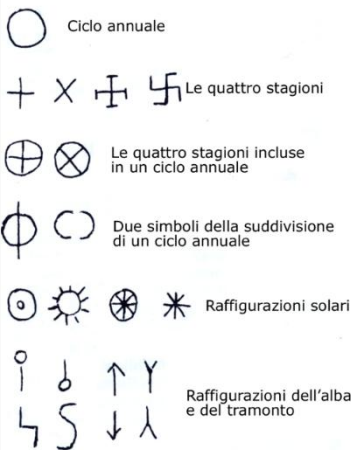 Ciclo annuale
Le quattro stagioni
Le quattro stagioni incluse
in un ciclo annuale
Due simboli della suddivisione
di un ciclo annuale
Raffigurazioni solari
Raffigurazioni dell'alba
e del tramonto